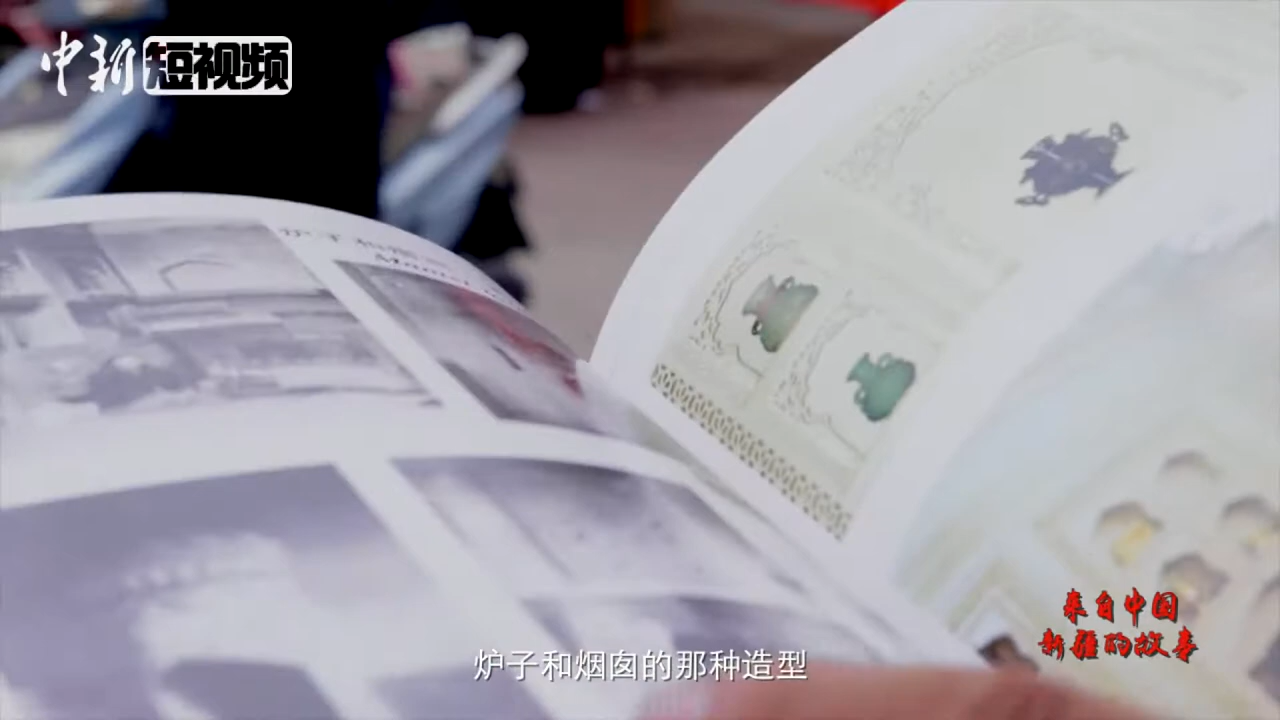 中新短视频
炉子和烟囱的那种造型
来自中国
新疆的故事